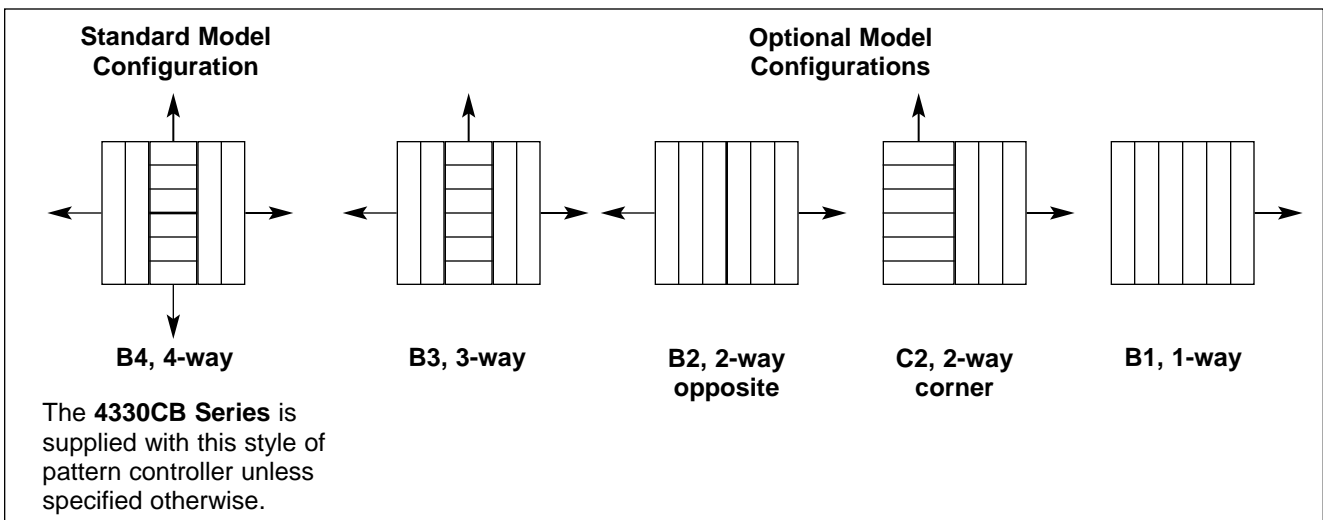 Standard Model
Configuration
Optional Model
Configurations
B4, 4-way
B3, 3-way
B2, 2-way
opposite
C2, 2-way
corner
B1, 1-way
The 4330CB Series is
supplied with this style of
pattern controller unless
specified otherwise.